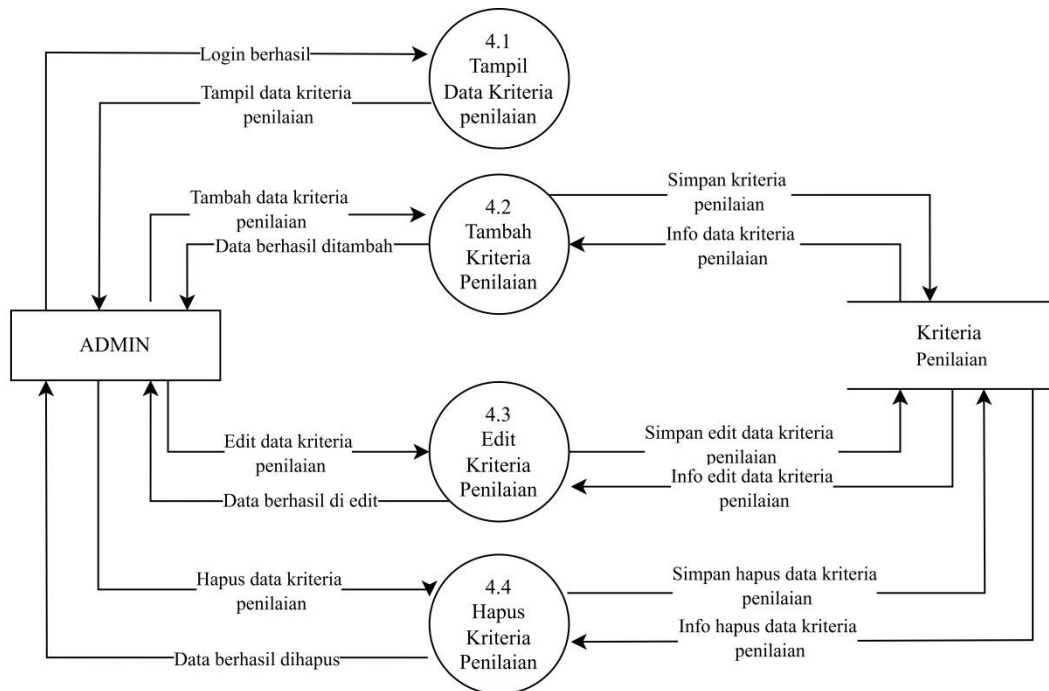 Login berhasil
4.1
Tampil
Data Kriteria
penilaian
Tampil data kriteria
penilaian
Tambah data kriteria
penilaian
Data berhasil ditambah
4.2
Tambah
Kriteria
Penilaian
Simpan kriteria
penilaian
Info data kriteria
penilaian
ADMIN
Kriteria
Penilaian
Edit data kriteria
penilaian
Data berhasil di edit
4.3
Edit
Kriteria
Penilaian
Simpan edit data kriteria
penilaian
Info edit data kriteria
penilaian
Hapus data kriteria
penilaian
Data berhasil dihapus
4.4
Hapus
Kriteria
Penilaian
Simpan hapus data kriteria
penilaian
Info hapus data kriteria
penilaian